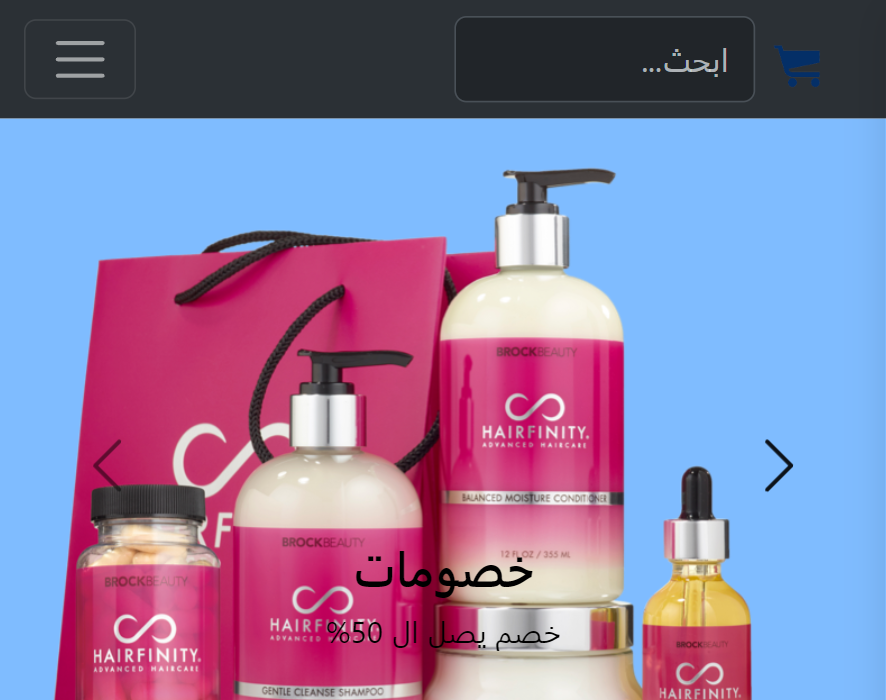 ابحث...
BROCKBEAUTY
HAIRFINITY.
ADVANCED HAIRCARE
BALANCED MOISTURE CONDITIONER
12 FL OZ / 355 ML
BROCKBEAUTY
HAIRFINITY
ADVANCED HAIRCARE
GENTLE CLEANSE SHAMPOO
BROCKBEAUTY
HAIRFINITY.
ADVANCED HAIRCARE
BROCKBEAUTY
HAIRFINITY.
خصومات
خصم يصل ال 50%